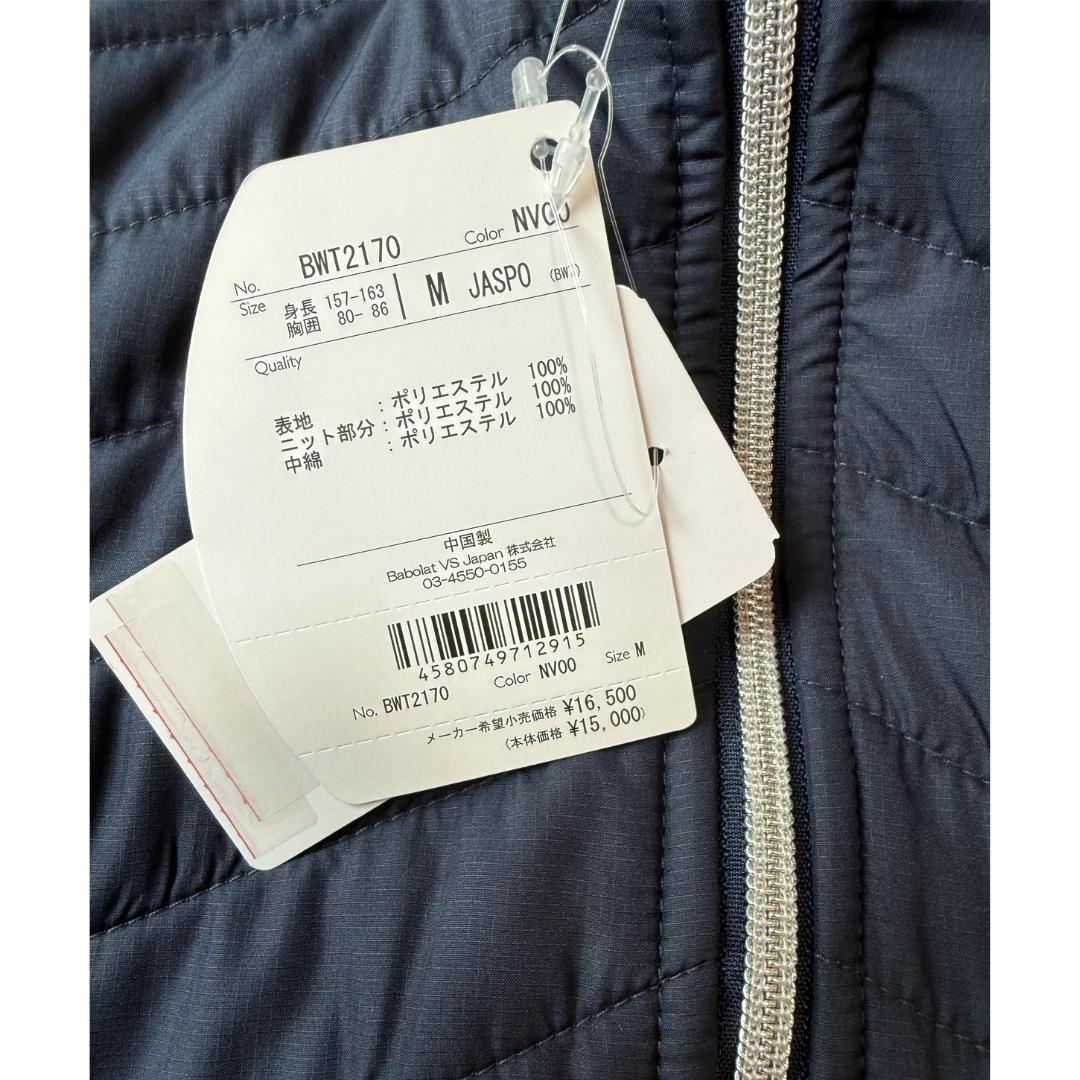 No. BWT2170 Color NV00
Size 身長 157-163 M JASPO (BWT)
胸囲 80- 86
Quality
表地 : ポリエステル 100%
ニット部分 : ポリエステル 100%
中綿 : ポリエステル 100%
中国製
Babolat VS Japan 株式会社
03-4550-0155
4580749712915
No. BWT2170 Color NV00 Size M
メーカー希望小売価格 ¥16,500
(本体価格 ¥15,000)